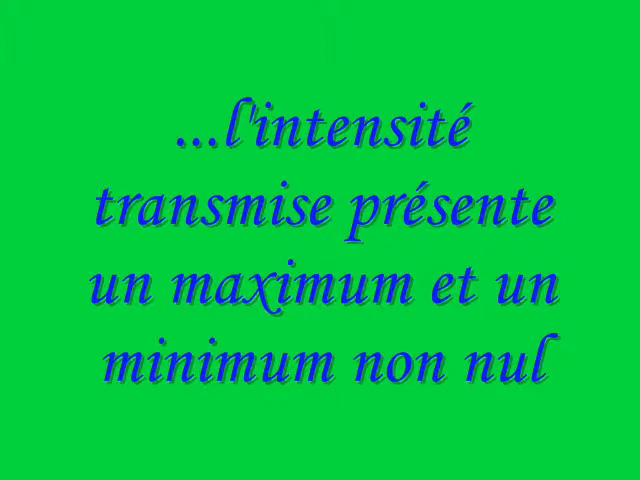 ...l'intensité
transmise présente
un maximum et un
minimum non nul